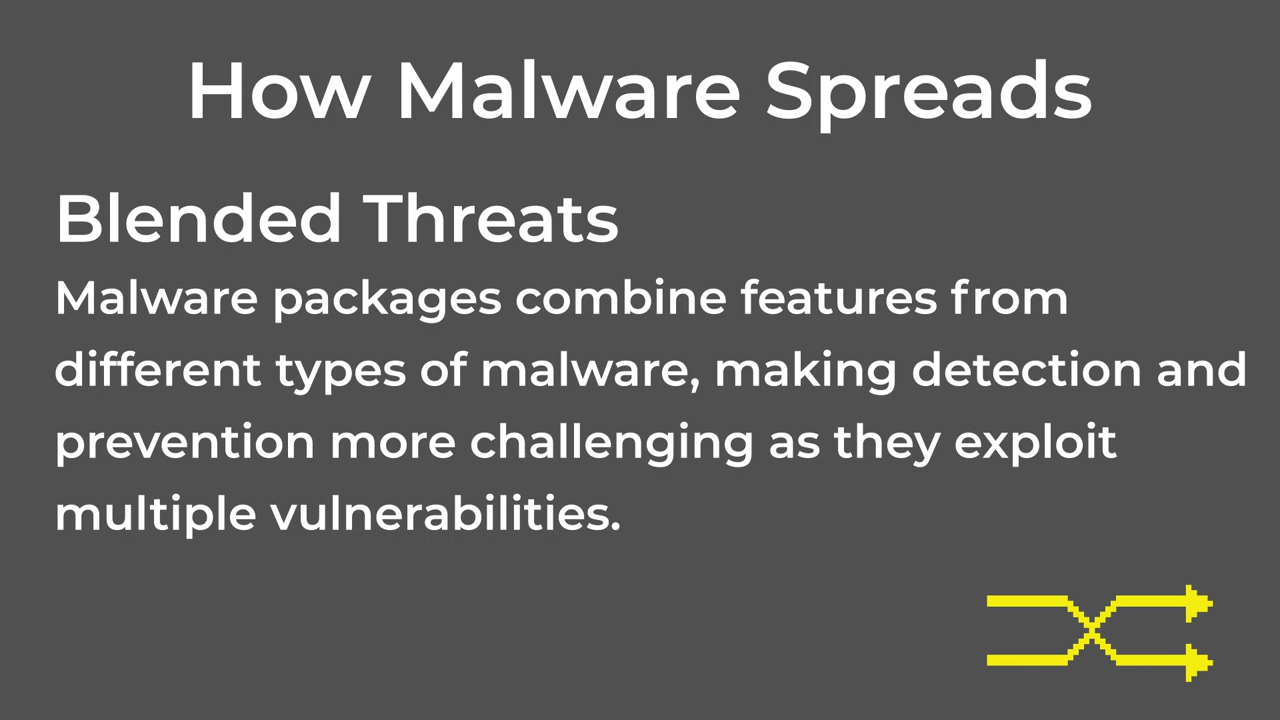 How Malware Spreads
Blended Threats
Malware packages combine features from
different types of malware, making detection and
prevention more challenging as they exploit
multiple vulnerabilities.